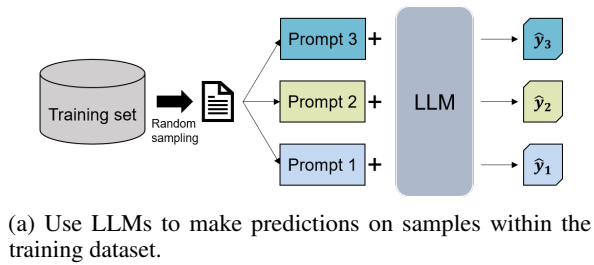 Prompt 3 + ŷ₃
Training set Random sampling Prompt 2 + LLM ŷ₂
Prompt 1 + ŷ₁
(a) Use LLMs to make predictions on samples within the
training dataset.